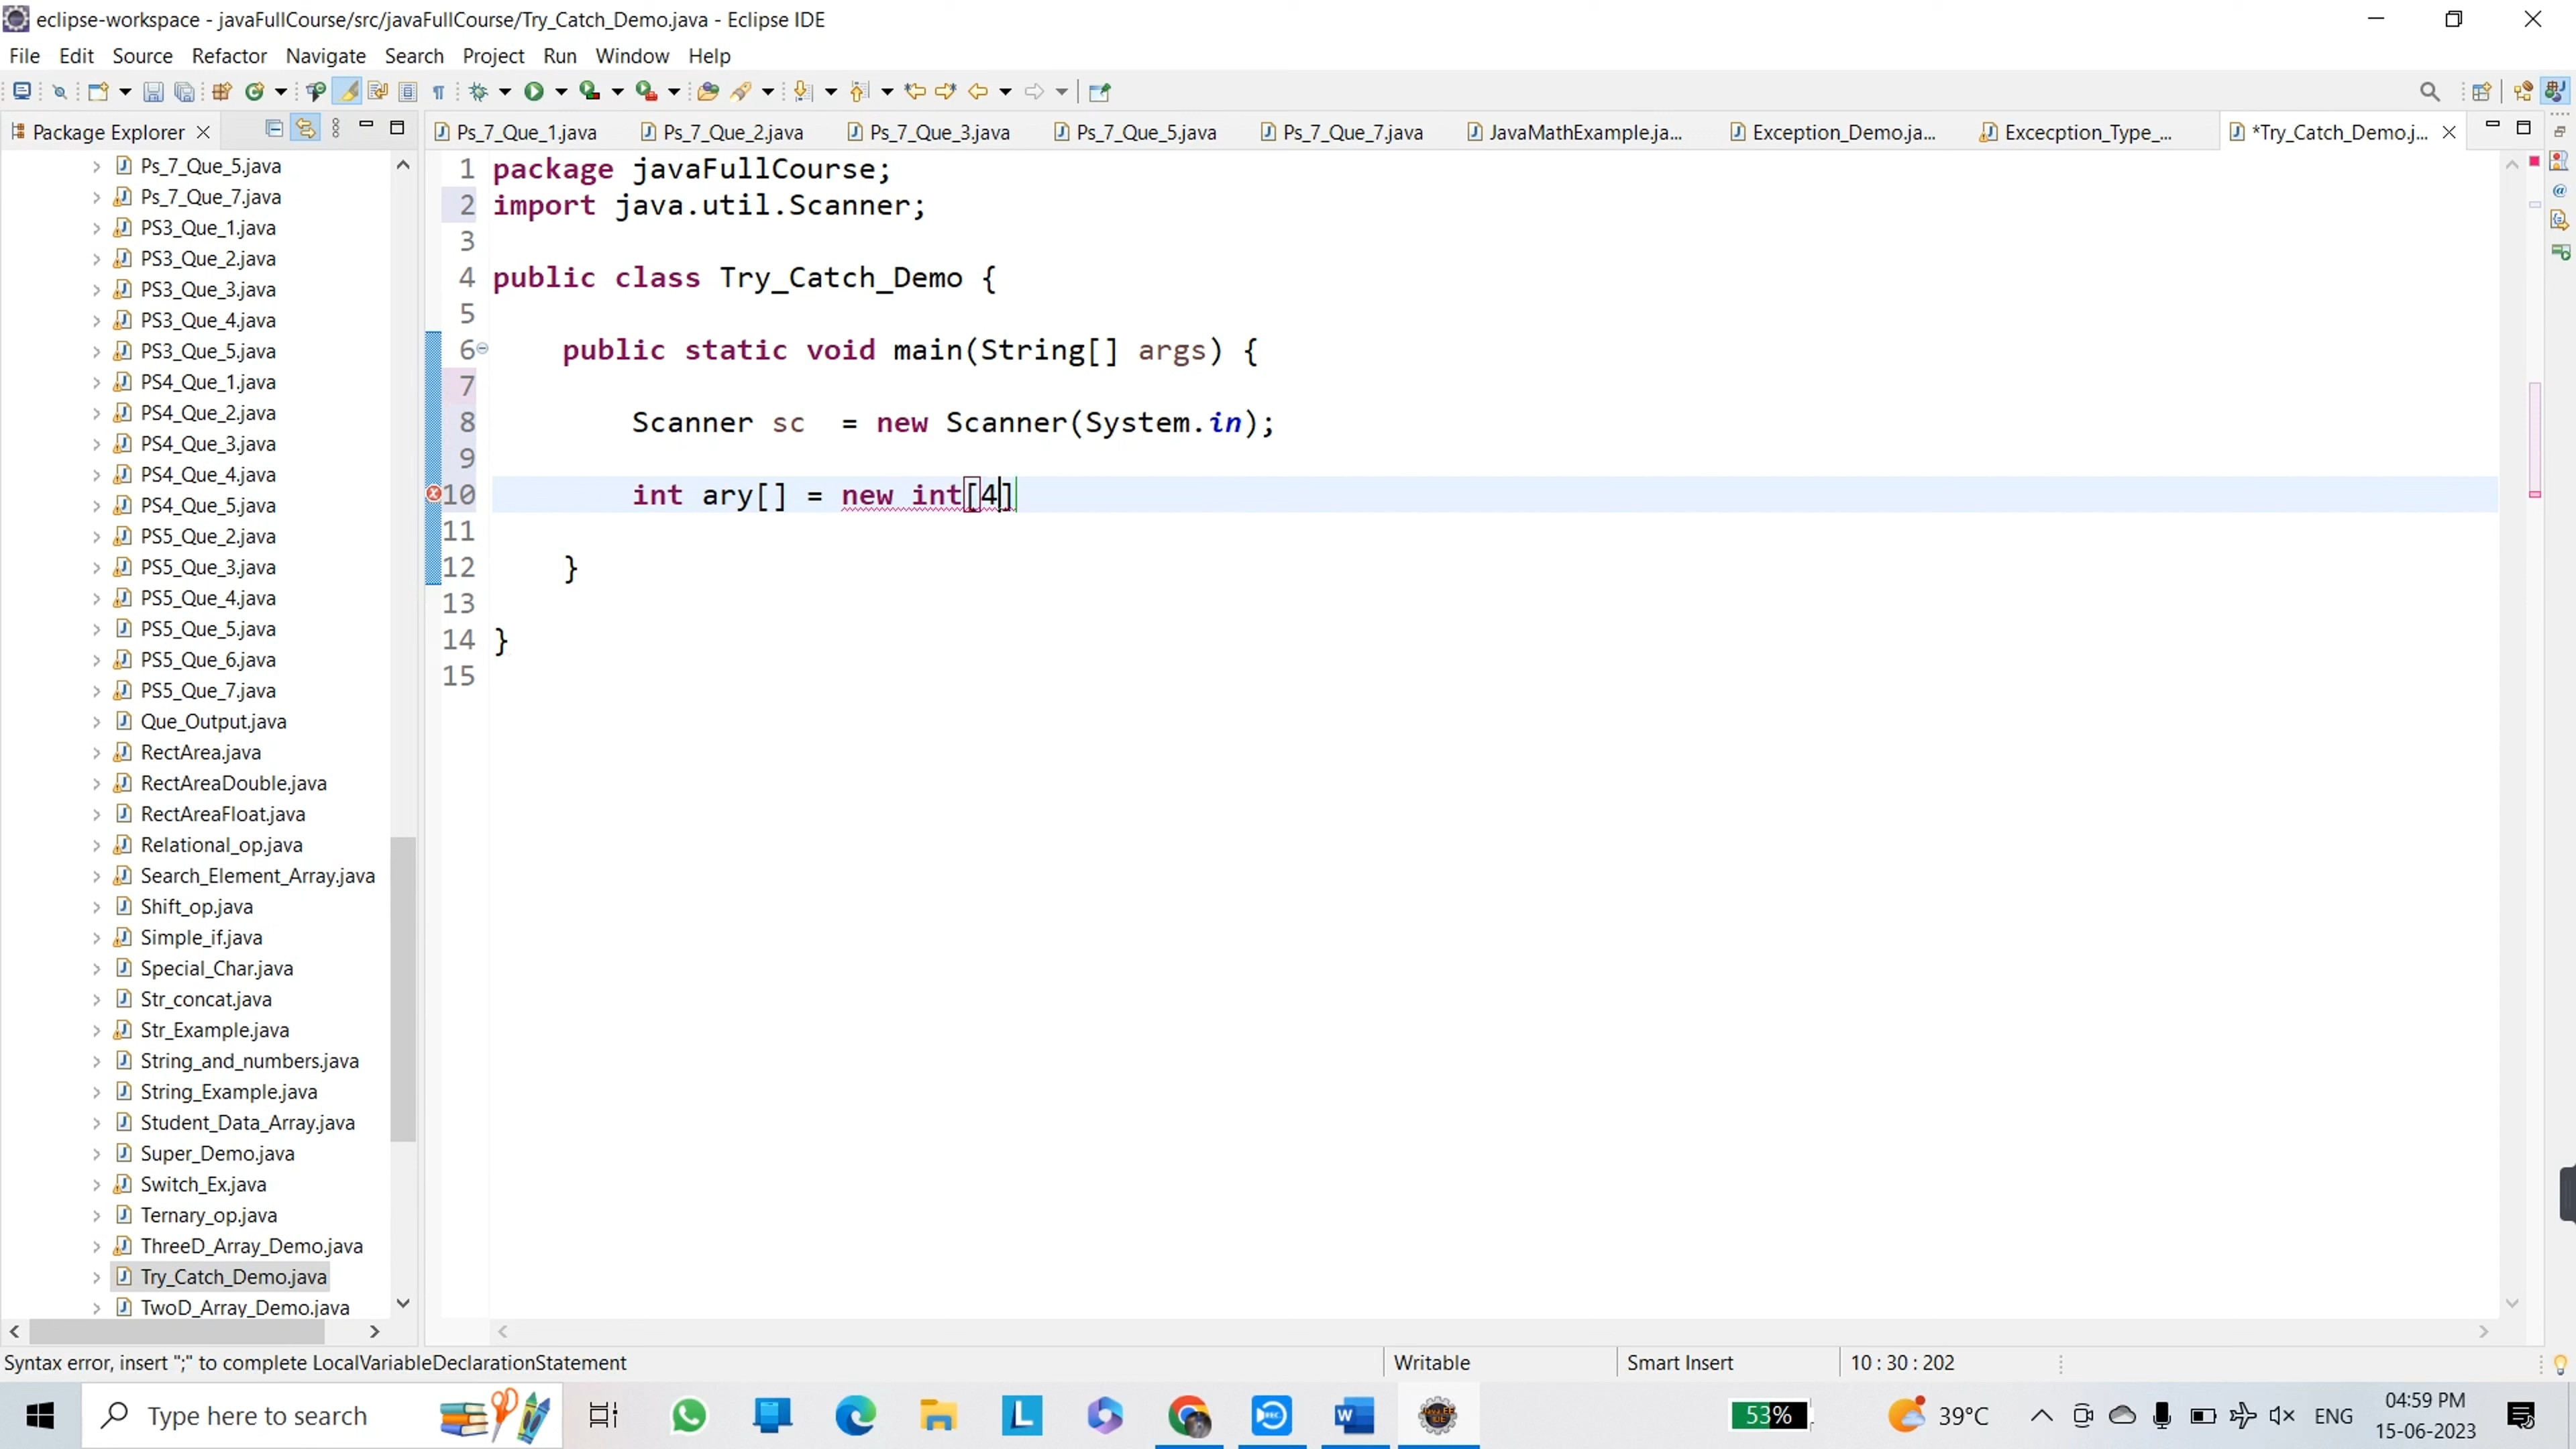 eclipse-workspace - javaFullCourse/src/javaFullCourse/Try_Catch_Demo.java - Eclipse IDE
File Edit Source Refactor Navigate Search Project Run Window Help
Package Explorer
Ps_7_Que_1.java Ps_7_Que_2.java Ps_7_Que_3.java Ps_7_Que_5.java Ps_7_Que_7.java JavaMathExample.ja... Exception_Demo.ja... Excecption_Type_... *Try_Catch_Demo.j...
Ps_7_Que_5.java
Ps_7_Que_7.java
PS3_Que_1.java
PS3_Que_2.java
PS3_Que_3.java
PS3_Que_4.java
PS3_Que_5.java
PS4_Que_1.java
PS4_Que_2.java
PS4_Que_3.java
PS4_Que_4.java
PS4_Que_5.java
PS5_Que_2.java
PS5_Que_3.java
PS5_Que_4.java
PS5_Que_5.java
PS5_Que_6.java
PS5_Que_7.java
Que_Output.java
RectArea.java
RectAreaDouble.java
RectAreaFloat.java
Relational_op.java
Search_Element_Array.java
Shift_op.java
Simple_if.java
Special_Char.java
Str_concat.java
Str_Example.java
String_and_numbers.java
String_Example.java
Student_Data_Array.java
Super_Demo.java
Switch_Ex.java
Ternary_op.java
ThreeD_Array_Demo.java
Try_Catch_Demo.java
TwoD_Array_Demo.java
1 package javaFullCourse;
2 import java.util.Scanner;
3
4 public class Try_Catch_Demo {
5
6 public static void main(String[] args) {
7
8 Scanner sc  = new Scanner(System.in);
9
10 int ary[] = new int[4]
11
12 }
13
14 }
15
Syntax error, insert ";" to complete LocalVariableDeclarationStatement Writable Smart Insert 10 : 30 : 202
Type here to search 53% 39°C ENG
04:59 PM
15-06-2023